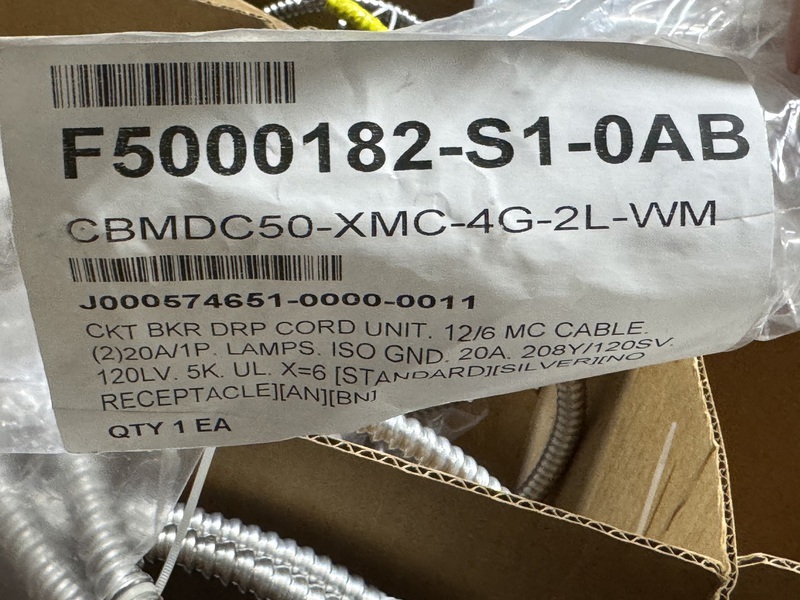 F5000182-S1-0AB
CBMDC50-XMC-4G-2L-WM
J000574651-0000-0011
CKT BKR DRP CORD UNIT. 12/6 MC CABLE.
(2)20A/1P. LAMPS. ISO GND. 20A. 208Y/120SV.
120LV. 5K. UL. X=6 [STANDARD][SILVER][NO
RECEPTACLE][AN][BN]
QTY 1 EA